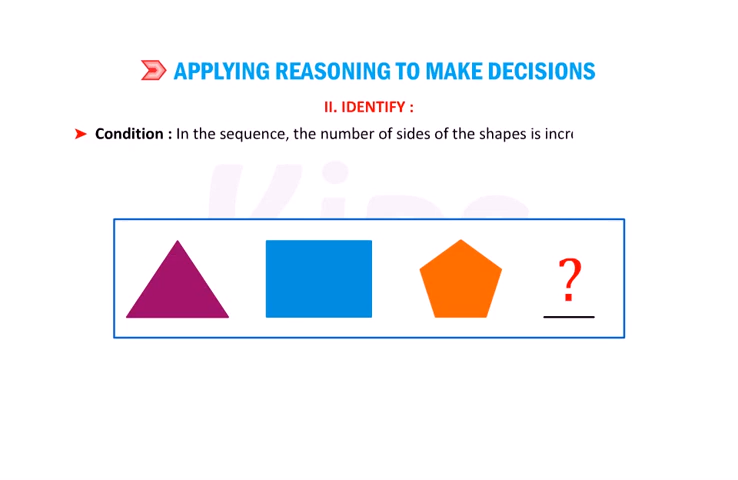 APPLYING REASONING TO MAKE DECISIONS
II. IDENTIFY :
Condition : In the sequence, the number of sides of the shapes is
?